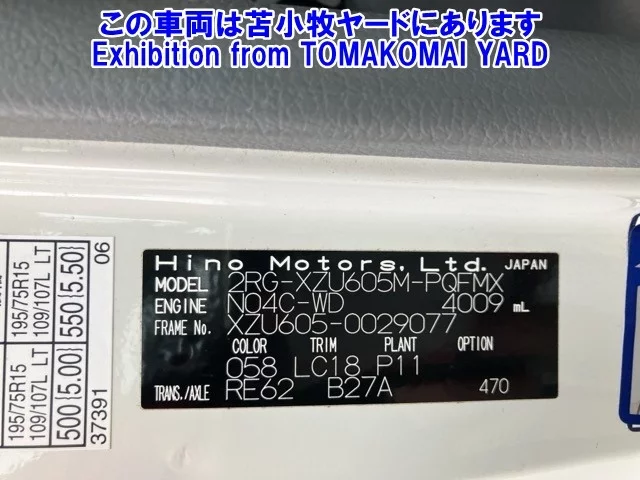 この車両は苫小牧ヤードにあります
Exhibition from TOMAKOMAI YARD
Hino Motors, Ltd. JAPAN
MODEL 2RG-XZU605M-PQFMX
ENGINE N04C-WD 4009 mL
FRAME No. XZU605-0029077
COLOR TRIM PLANT OPTION
058 LC18 P11
TRANS./AXLE RE62 B27A 470
195/75R15 195/75R15
109/107L LT 109/107L LT
500 (5.00) 550 (5.50)
37391 06